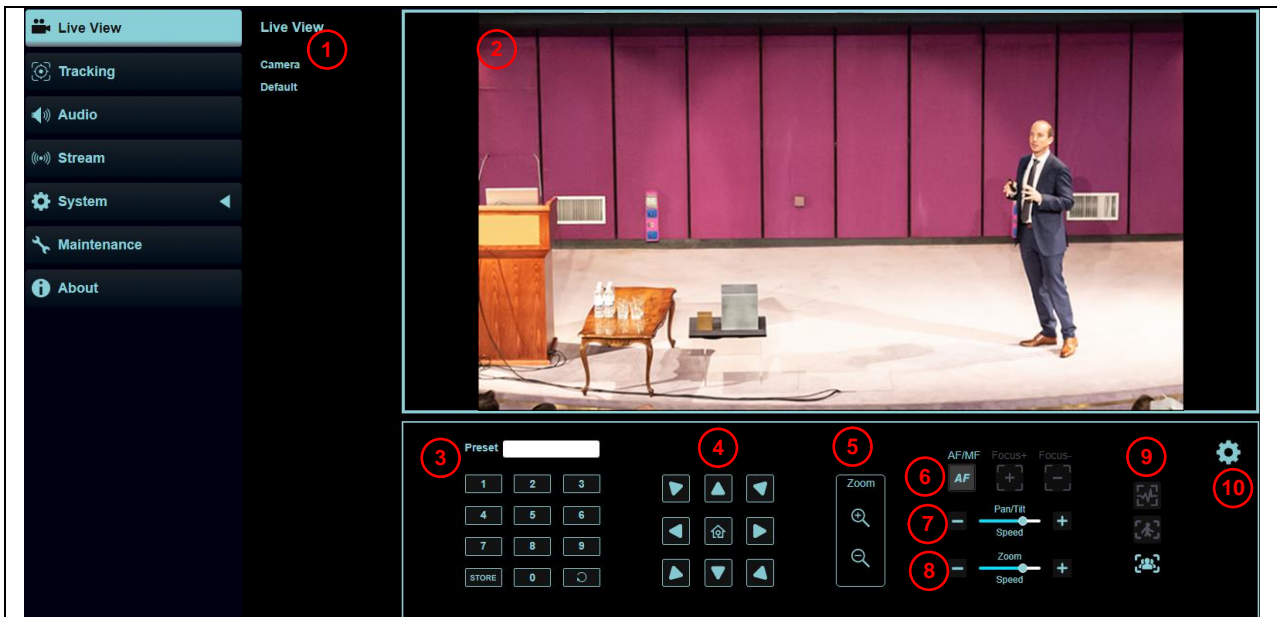 Live View
Tracking
Audio
Stream
System
Maintenance
About
Live View
1
Camera
Default
2
3
Preset
1 2 3
4 5 6
7 8 9
STORE 0
4
5
Zoom
6
AF/MF Focus+ Focus-
AF
7
Pan/Tilt
Speed
8
Zoom
Speed
9
10